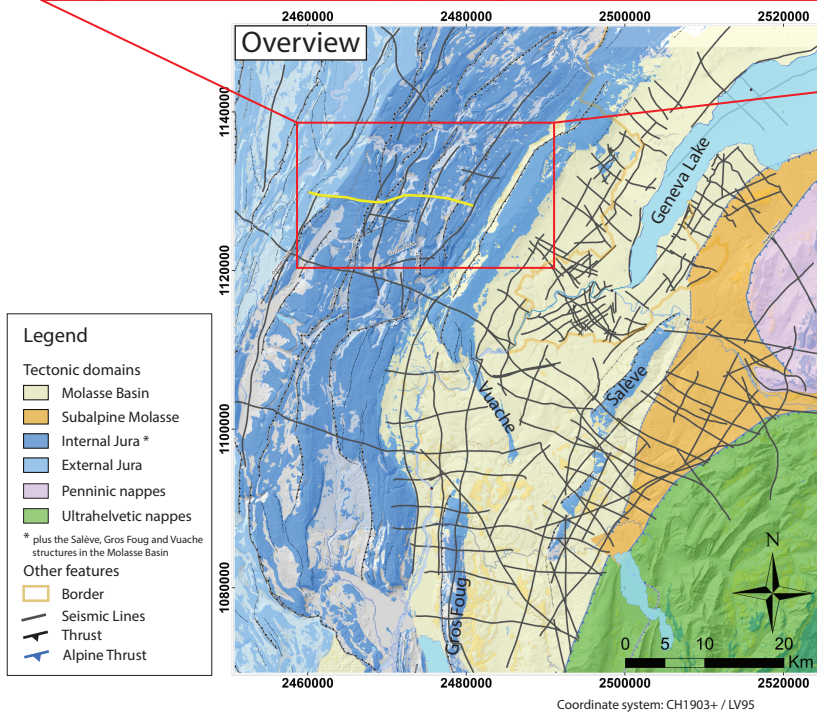 2460000 2480000 2500000 2520000
Overview
1140000
1120000
1100000
1080000
Geneva Lake
Vuache
Salève
Gros Foug
Legend
Tectonic domains
Molasse Basin
Subalpine Molasse
Internal Jura *
External Jura
Penninic nappes
Ultrahelvetic nappes
* plus the Salève, Gros Foug and Vuache
structures in the Molasse Basin
Other features
Border
Seismic Lines
Thrust
Alpine Thrust
N
0 5 10 20
Km
2460000 2480000 2500000 2520000
Coordinate system: CH1903+ / LV95